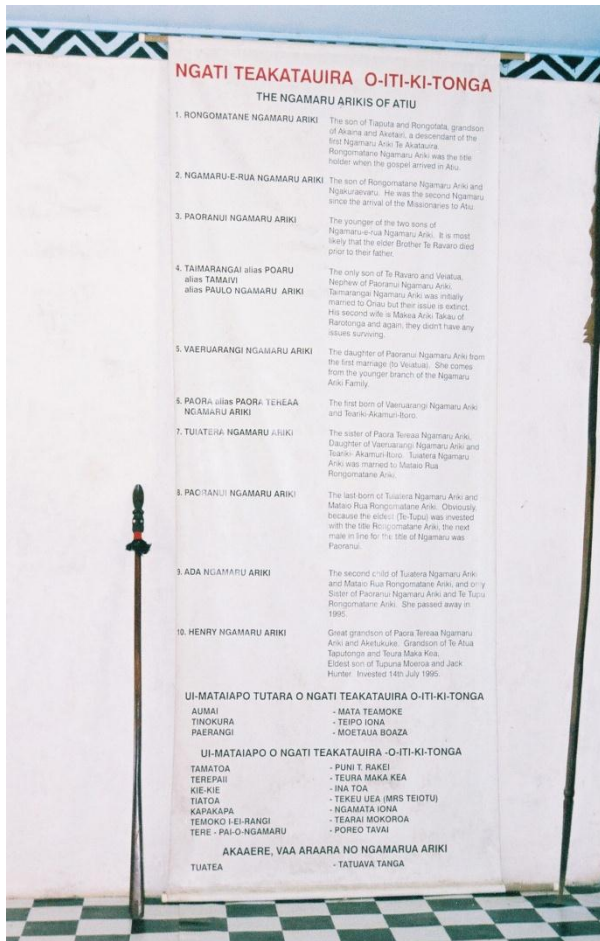 NGATI TEAKATAUIRA O-ITI-KI-TONGA
THE NGAMARU ARIKIS OF ATIU
1. RONGOMATANE NGAMARU ARIKI
The son of Tiaputa and Rongotata, grandson
of Akaina and Aketairi, a descendant of the
first Ngamaru Ariki Te Akatauira.
Rongomatane Ngamaru Ariki was the title
holder when the gospel arrived in Atiu.
2. NGAMARU-E-RUA NGAMARU ARIKI
The son of Rongomatane Ngamaru Ariki and
Ngakuraevaru. He was the second Ngamaru
since the arrival of the Missionaries to Atiu.
3. PAORANUI NGAMARU ARIKI
The younger of the two sons of
Ngamaru-e-rua Ngamaru Ariki. It is most
likely that the elder Brother Te Ravaro died
prior to their father.
4. TAIMARANGAI alias POARU
alias TAMAIVI
alias PAULO NGAMARU ARIKI
The only son of Te Ravaro and Veiatua,
Nephew of Paoranui Ngamaru Ariki.
Taimarangai Ngamaru Ariki was initially
married to Oriau but their issue is extinct.
His second wife is Makea Ariki Takau of
Rarotonga and again, they didn't have any
issues surviving.
5. VAERUARANGI NGAMARU ARIKI
The daughter of Paoranui Ngamaru Ariki from
the first marriage (to Veiatua). She comes
from the younger branch of the Ngamaru
Ariki Family.
6. PAORA alias PAORA TEREAA
NGAMARU ARIKI
The first born of Vaeruarangi Ngamaru Ariki
and Teariki-Akamuri-Itoro.
7. TUIATERA NGAMARU ARIKI
The sister of Paora Tereaa Ngamaru Ariki,
Daughter of Vaeruarangi Ngamaru Ariki and
Teariki- Akamuri-Itoro. Tuiatera Ngamaru
Ariki was married to Mataio Rua
Rongomatane Ariki.
8. PAORANUI NGAMARU ARIKI
The last born of Tuiatera Ngamaru Ariki and
Mataio Rua Rongomatane Ariki. Obviously,
because the eldest (Te-Tupu) was invested
with the title Rongomatane Ariki, the next
male in line for the title of Ngamaru was
Paoranui.
9. ADA NGAMARU ARIKI
The second child of Tuiatera Ngamaru Ariki
and Mataio Rua Rongomatane Ariki, and only
Sister of Paoranui Ngamaru Ariki and Te Tupu
Rongomatane Ariki. She passed away in
1995.
10. HENRY NGAMARU ARIKI
Great grandson of Paora Tereaa Ngamaru
Ariki and Aketukuke. Grandson of Te Atua
Taputonga and Teura Maka Kea,
Eldest son of Tupuna Moeroa and Jack
Hunter. Invested 14th July 1995.
UI-MATAIAPO TUTARA O NGATI TEAKATAUIRA O-ITI-KI-TONGA
AUMAI - MATA TEAMOKE
TINOKURA - TEIPO IONA
PAERANGI - MOETAUA BOAZA
UI-MATAIAPO O NGATI TEAKATAUIRA -O-ITI-KI-TONGA
TAMATOA - PUNI T. RAKEI
TEREPAII - TEURA MAKA KEA
KIE-KIE - INA TOA
TIATOA - TEKEU UEA (MRS TEIOTU)
KAPAKAPA - NGAMATA IONA
TEMOKO I-EI-RANGI - TEARAI MOKOROA
TERE - PAI-O-NGAMARU - POREO TAVAI
AKAAERE, VAA ARAARA NO NGAMARUA ARIKI
TUATEA - TATUAVA TANGA